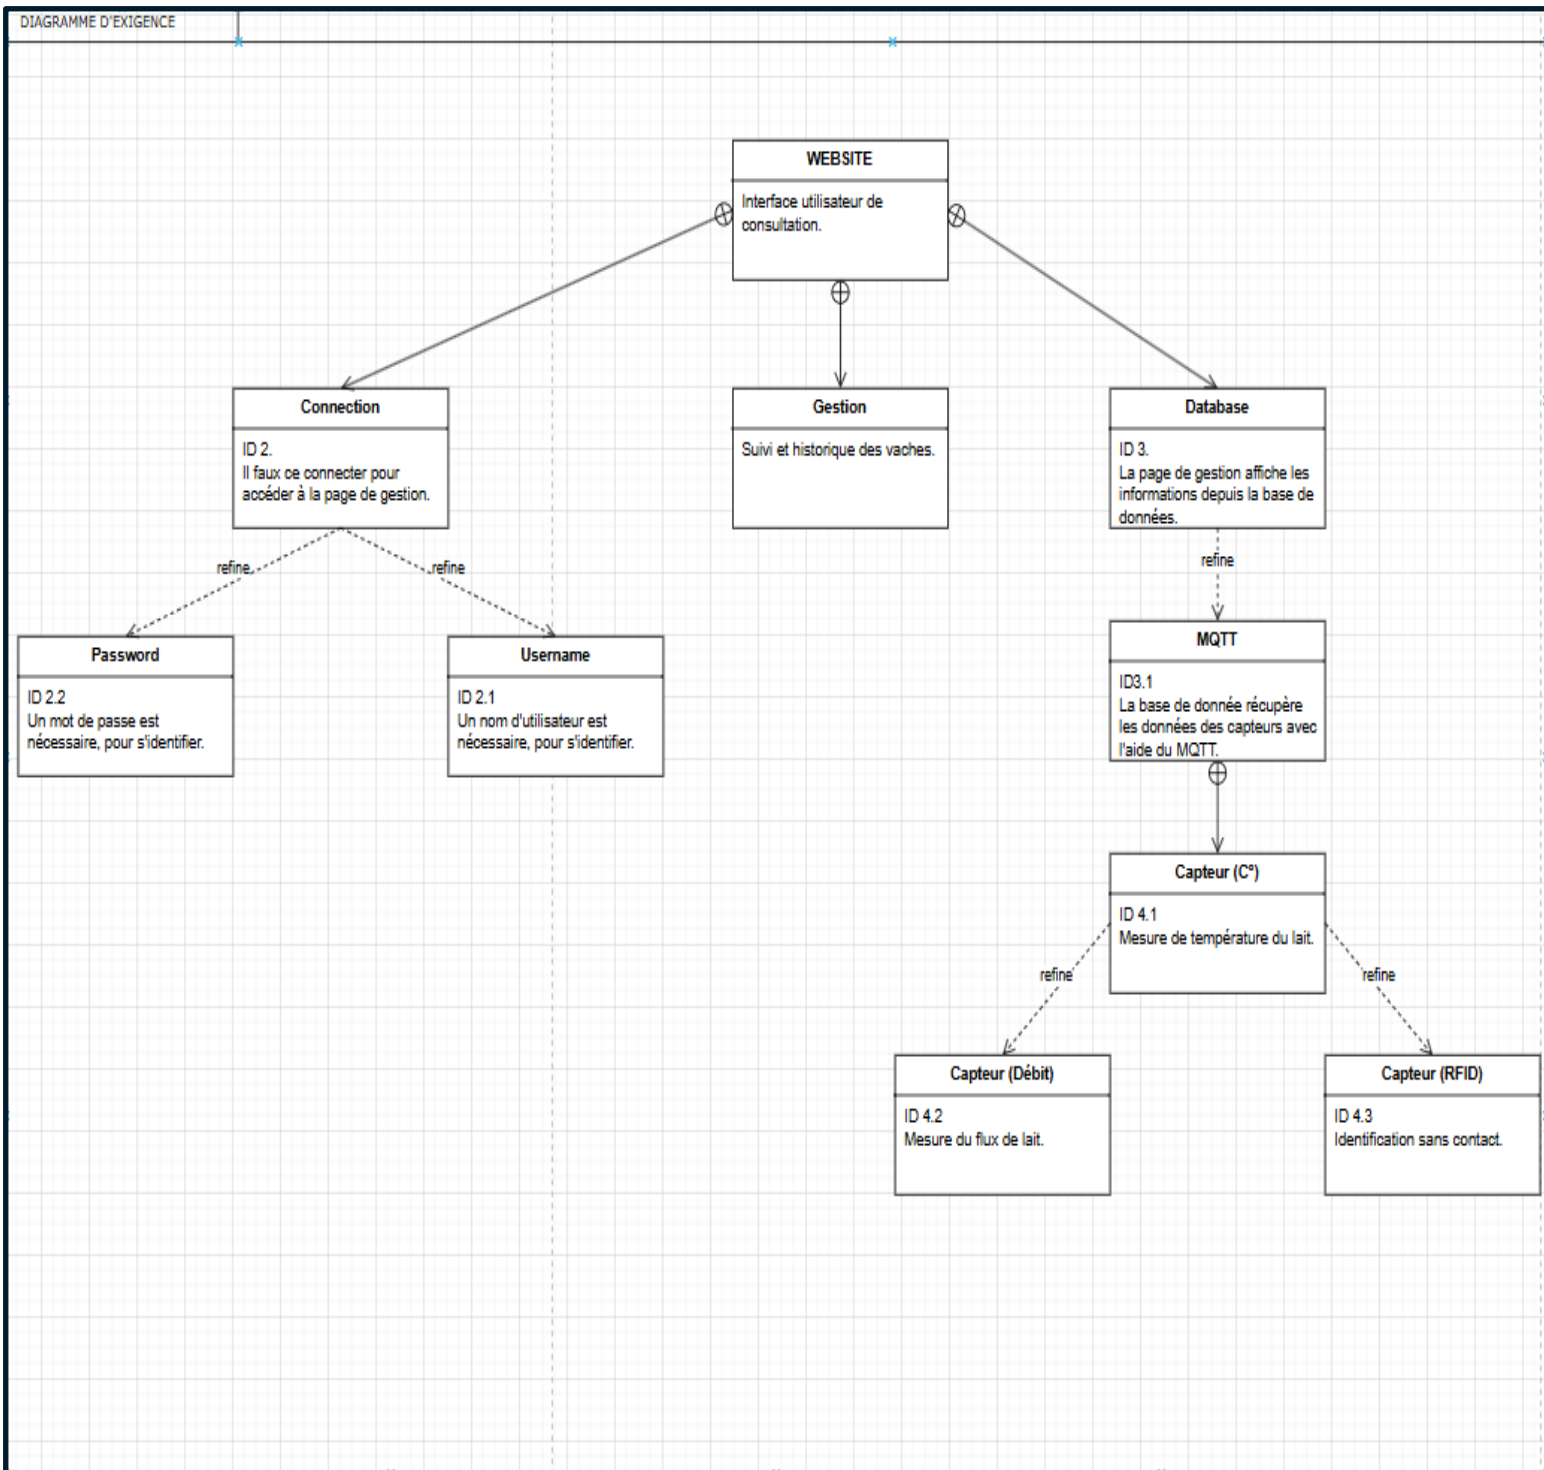 DIAGRAMME D'EXIGENCE
WEBSITE
Interface utilisateur de
consultation.
Connection
ID 2.
Il faux ce connecter pour
accéder à la page de gestion.
Gestion
Suivi et historique des vaches.
Database
ID 3.
La page de gestion affiche les
informations depuis la base de
données.
refine
refine
refine
Password
ID 2.2
Un mot de passe est
nécessaire, pour s'identifier.
Username
ID 2.1
Un nom d'utilisateur est
nécessaire, pour s'identifier.
MQTT
ID3.1
La base de donnée récupère
les données des capteurs avec
l'aide du MQTT.
Capteur (C°)
ID 4.1
Mesure de température du lait.
refine
refine
Capteur (Débit)
ID 4.2
Mesure du flux de lait.
Capteur (RFID)
ID 4.3
Identification sans contact.